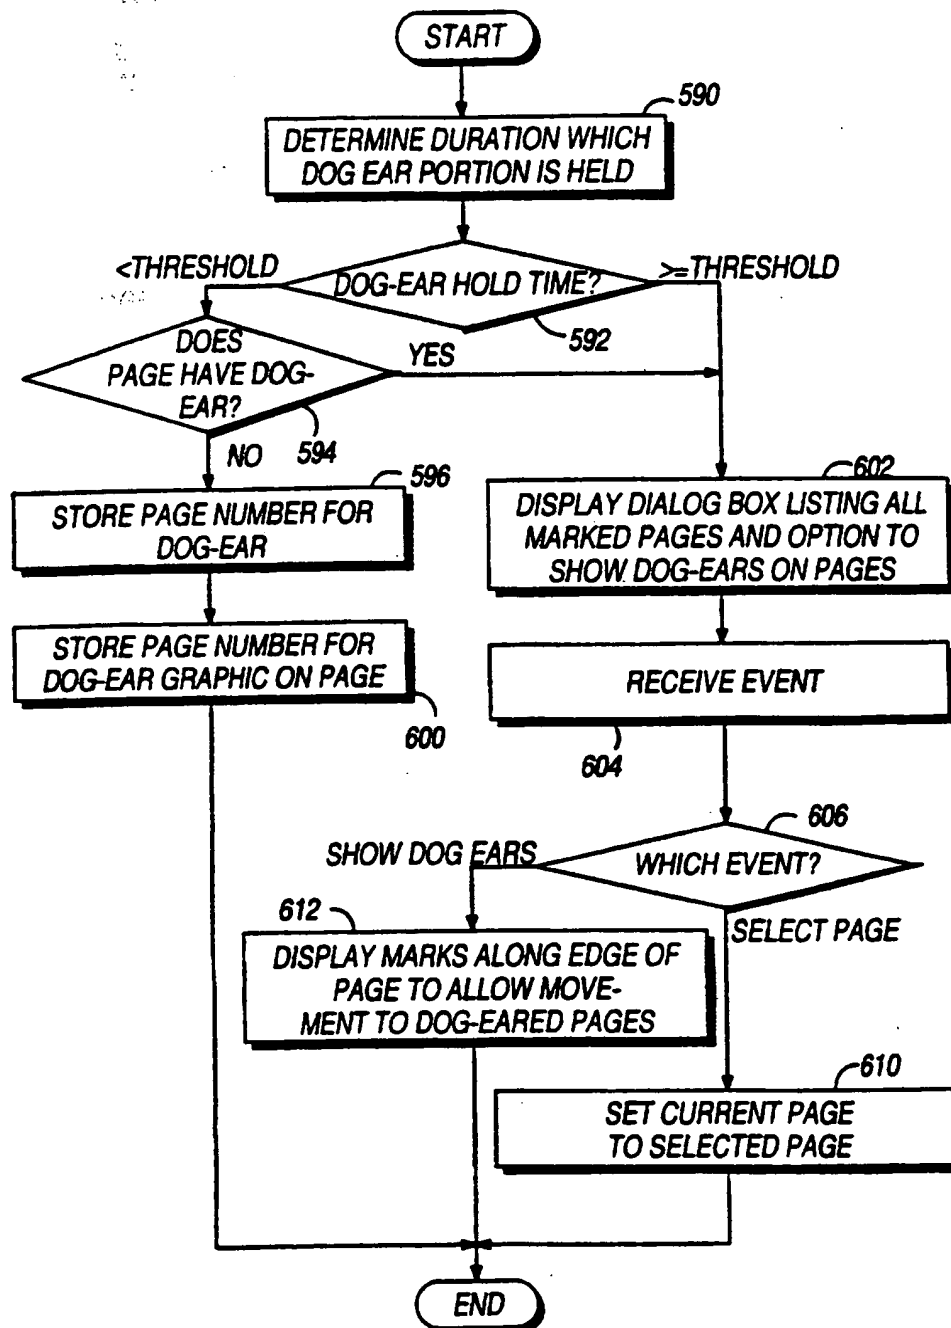 START
590
DETERMINE DURATION WHICH
DOG EAR PORTION IS HELD
<THRESHOLD
DOG-EAR HOLD TIME?
>=THRESHOLD
592
DOES
PAGE HAVE DOG-
EAR?
YES
594
NO
596
STORE PAGE NUMBER FOR
DOG-EAR
602
DISPLAY DIALOG BOX LISTING ALL
MARKED PAGES AND OPTION TO
SHOW DOG-EARS ON PAGES
STORE PAGE NUMBER FOR
DOG-EAR GRAPHIC ON PAGE
600
RECEIVE EVENT
604
606
SHOW DOG EARS
WHICH EVENT?
612
SELECT PAGE
DISPLAY MARKS ALONG EDGE OF
PAGE TO ALLOW MOVE-
MENT TO DOG-EARED PAGES
610
SET CURRENT PAGE
TO SELECTED PAGE
END